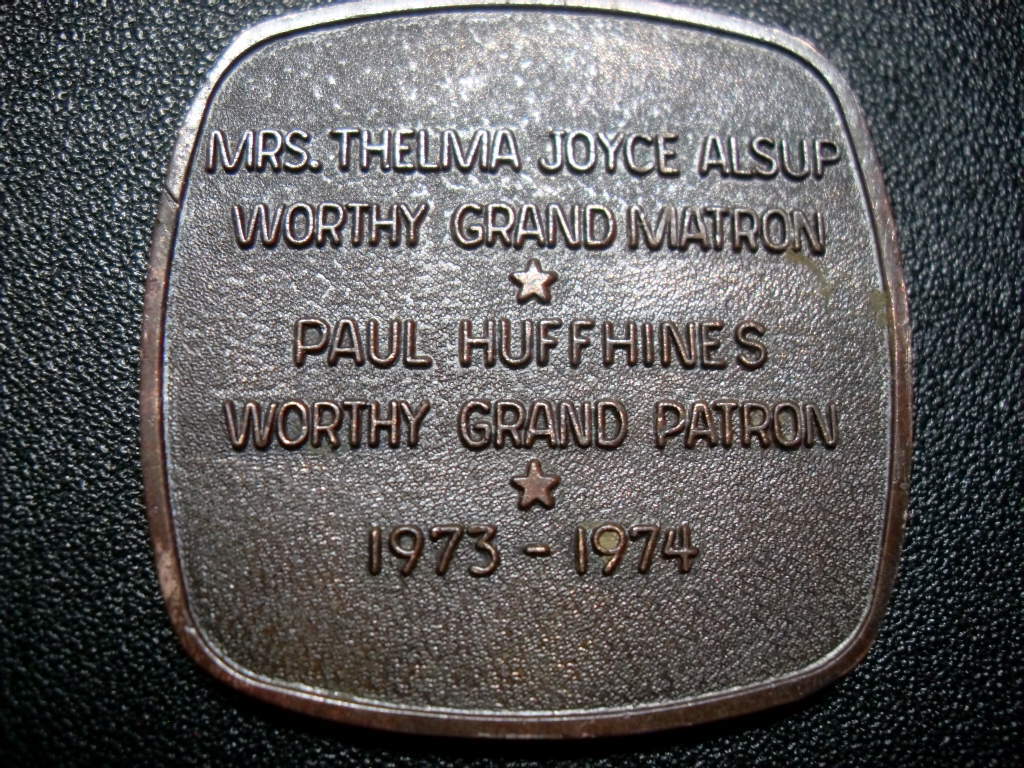 MRS. THELMA JOYCE ALSUP
WORTHY GRAND MATRON
PAUL HUFFHINES
WORTHY GRAND PATRON
1973 - 1974